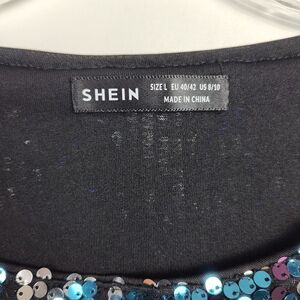 SHEIN
SIZE L EU 40/42 US 8/10
MADE IN CHINA